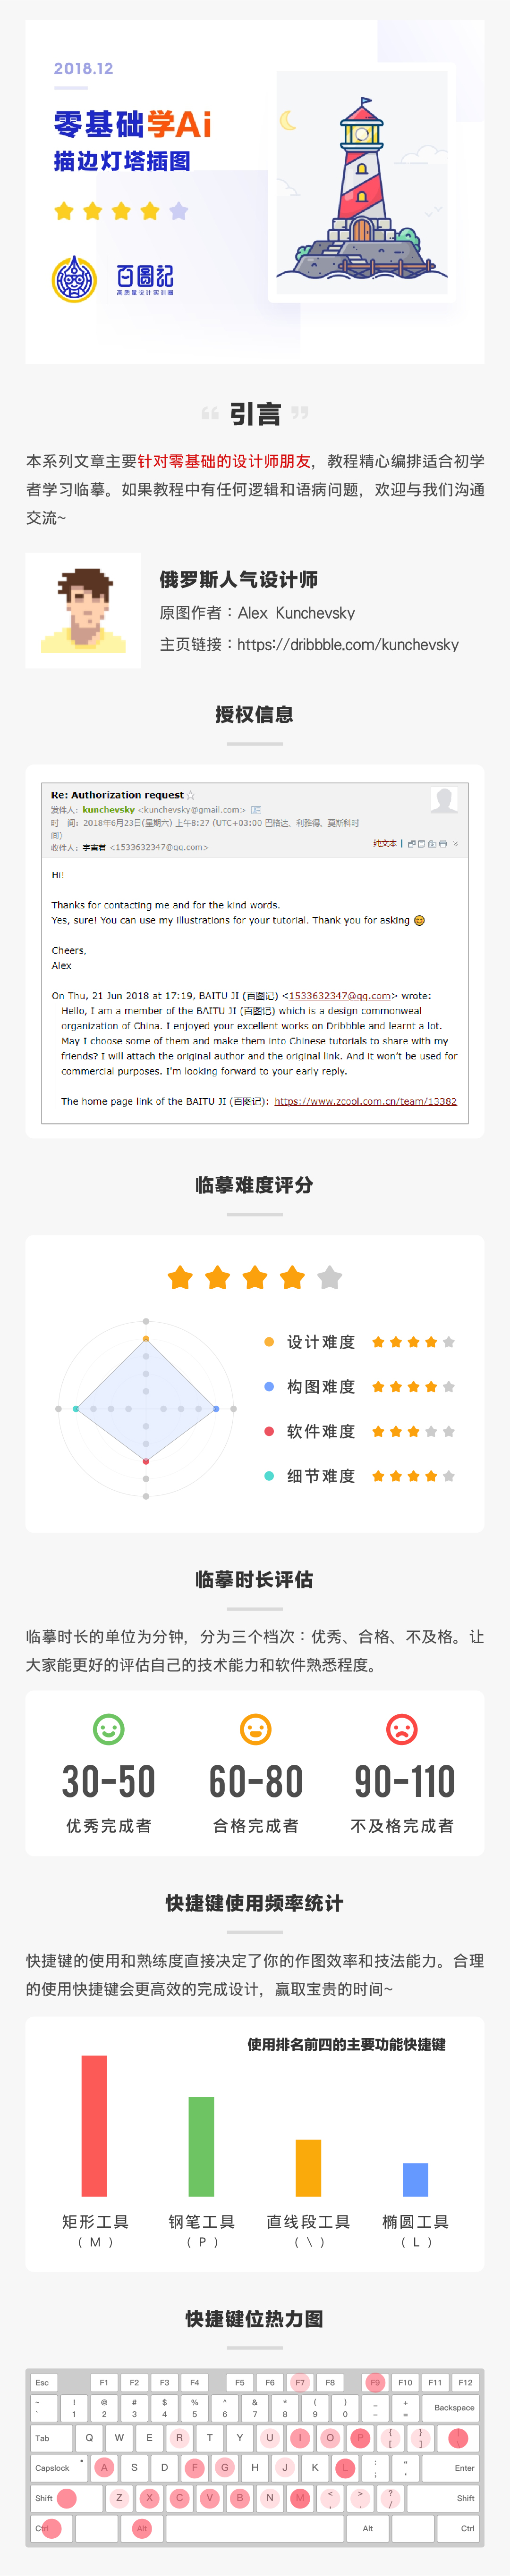 2018.12
零基础学Ai
描边灯塔插图
百圖記
高质量设计实训圈
引言
本系列文章主要针对零基础的设计师朋友，教程精心编排适合初学
者学习临摹。如果教程中有任何逻辑和语病问题，欢迎与我们沟通
交流~
俄罗斯人气设计师
原图作者：Alex Kunchevsky
主页链接：https://dribbble.com/kunchevsky
授权信息
Re: Authorization request
发件人：kunchevsky <kunchevsky@gmail.com>
时 间：2018年6月23日(星期六) 上午8:27 (UTC+03:00 巴格达、利雅得、莫斯科时
间)
收件人：宇宙君 <1533632347@qq.com>
纯文本 |
Hi!
Thanks for contacting me and for the kind words.
Yes, sure! You can use my illustrations for your tutorial. Thank you for asking 😊
Cheers,
Alex
On Thu, 21 Jun 2018 at 17:19, BAITU JI (百图记) <1533632347@qq.com> wrote:
Hello, I am a member of the BAITU JI (百图记) which is a design commonweal
organization of China. I enjoyed your excellent works on Dribbble and learnt a lot.
May I choose some of them and make them into Chinese tutorials to share with my
friends? I will attach the original author and the original link. And it won't be used for
commercial purposes. I'm looking forward to your early reply.
The home page link of the BAITU JI (百图记): https://www.zcool.com.cn/team/13382
临摹难度评分
设计难度
构图难度
软件难度
细节难度
临摹时长评估
临摹时长的单位为分钟，分为三个档次：优秀、合格、不及格。让
大家能更好的评估自己的技术能力和软件熟悉程度。
30-50 60-80 90-110
优秀完成者 合格完成者 不及格完成者
快捷键使用频率统计
快捷键的使用和熟练度直接决定了你的作图效率和技法能力。合理
的使用快捷键会更高效的完成设计，赢取宝贵的时间~
使用排名前四的主要功能快捷键
矩形工具 钢笔工具 直线段工具 椭圆工具
( M ) ( P ) ( \ ) ( L )
快捷键位热力图
Esc F1 F2 F3 F4 F5 F6 F7 F8 F9 F10 F11 F12
~ ! @ # $ % ^ & * ( ) _ + Backspace
` 1 2 3 4 5 6 7 8 9 0 - =
Tab Q W E R T Y U I O P { }
[ ]
Capslock A S D F G H J K L : " Enter
; '
Shift Z X C V B N M < > ? Shift
, . /
Ctrl Alt Alt Ctrl